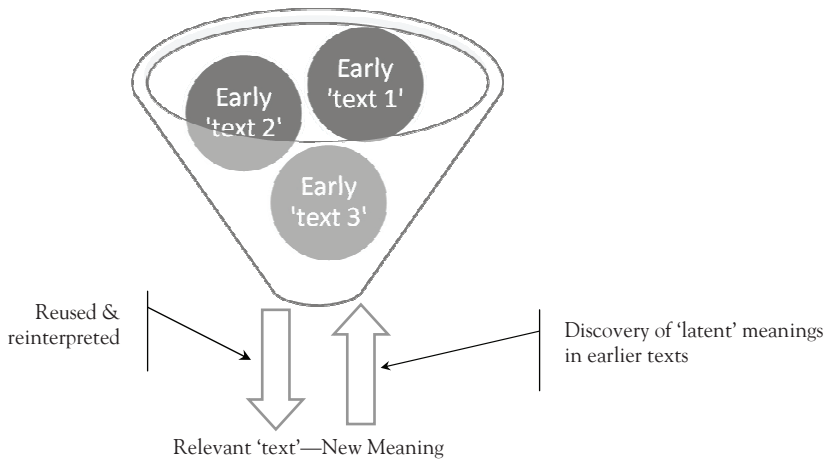 Early
'text 1'
Early
'text 2'
Early
'text 3'
Reused &
reinterpreted
Discovery of ‘latent’ meanings
in earlier texts
Relevant ‘text’—New Meaning